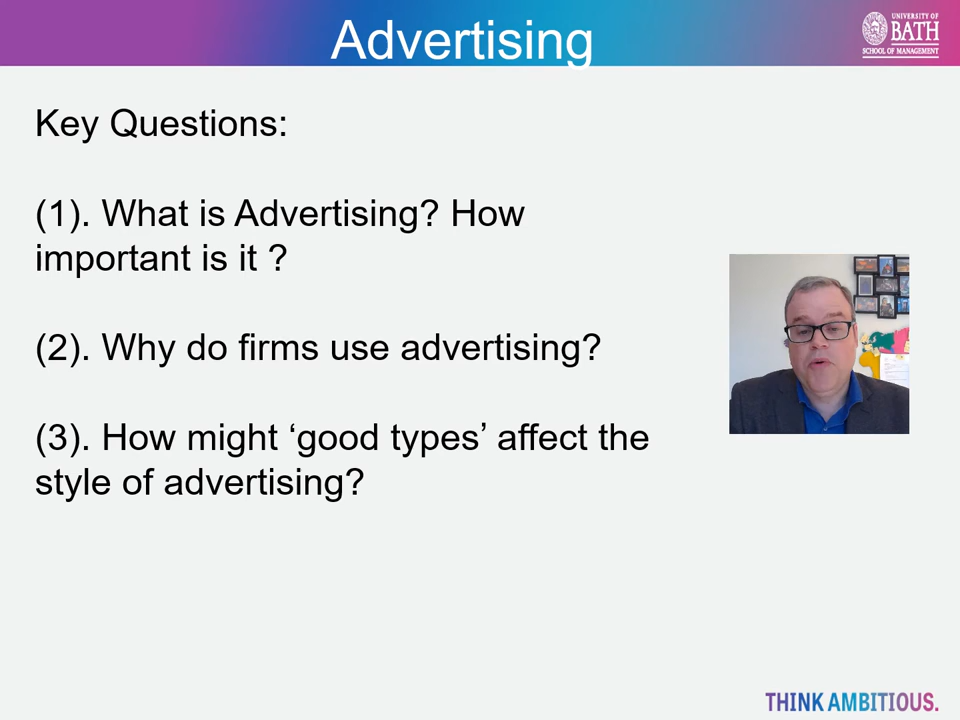 Advertising
UNIVERSITY OF
BATH
SCHOOL OF MANAGEMENT
Key Questions:
(1). What is Advertising? How
important is it ?
(2). Why do firms use advertising?
(3). How might ‘good types’ affect the
style of advertising?
THINK AMBITIOUS.